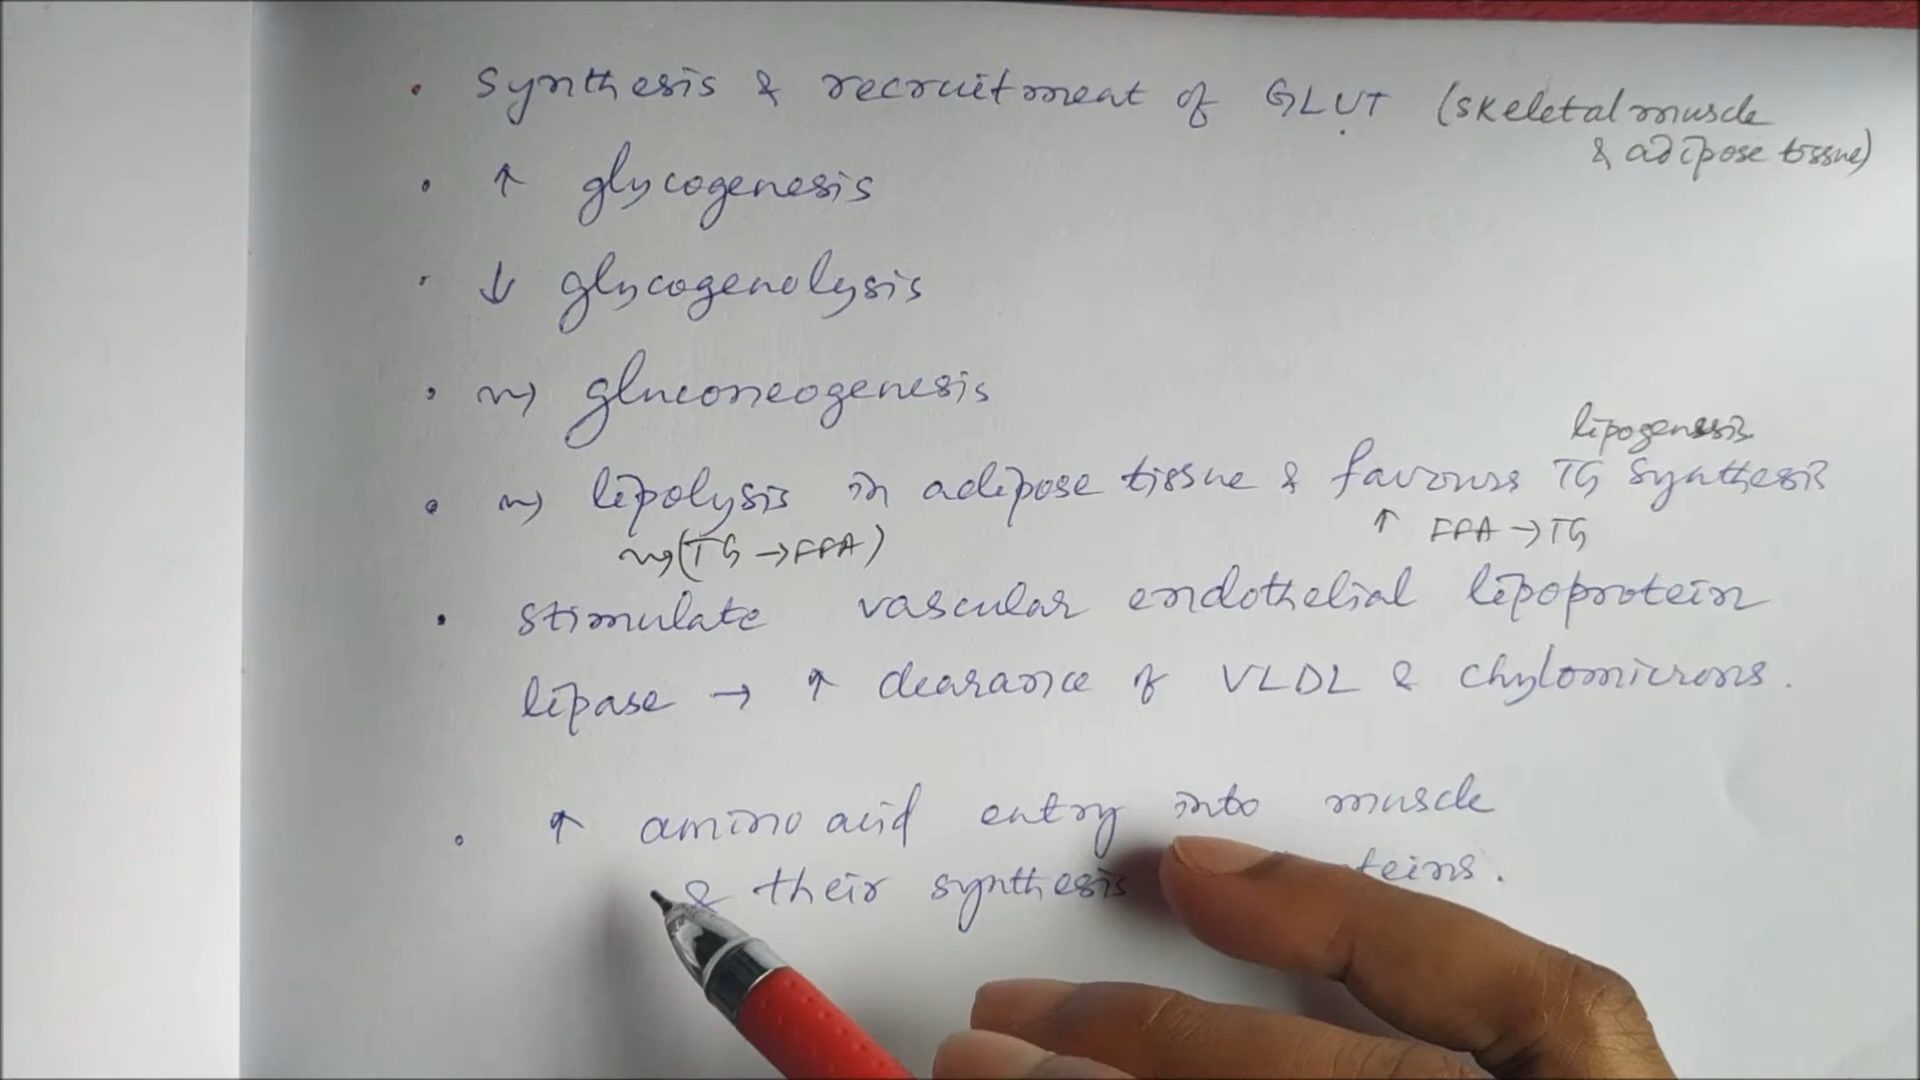 • Synthesis & recruitment of GLUT (skeletal muscle
& adipose tissue)
• ↑ glycogenesis
• ↓ glycogenolysis
• gluconeogenesis
lipogenesis
• lipolysis in adipose tissue & favours TG synthesis
(TG → FFA) ↑ FFA → TG
• stimulate vascular endothelial lipoprotein
lipase → ↑ clearance of VLDL & chylomicrons.
• ↑ amino acid entry into muscle
& their synthesis teins.